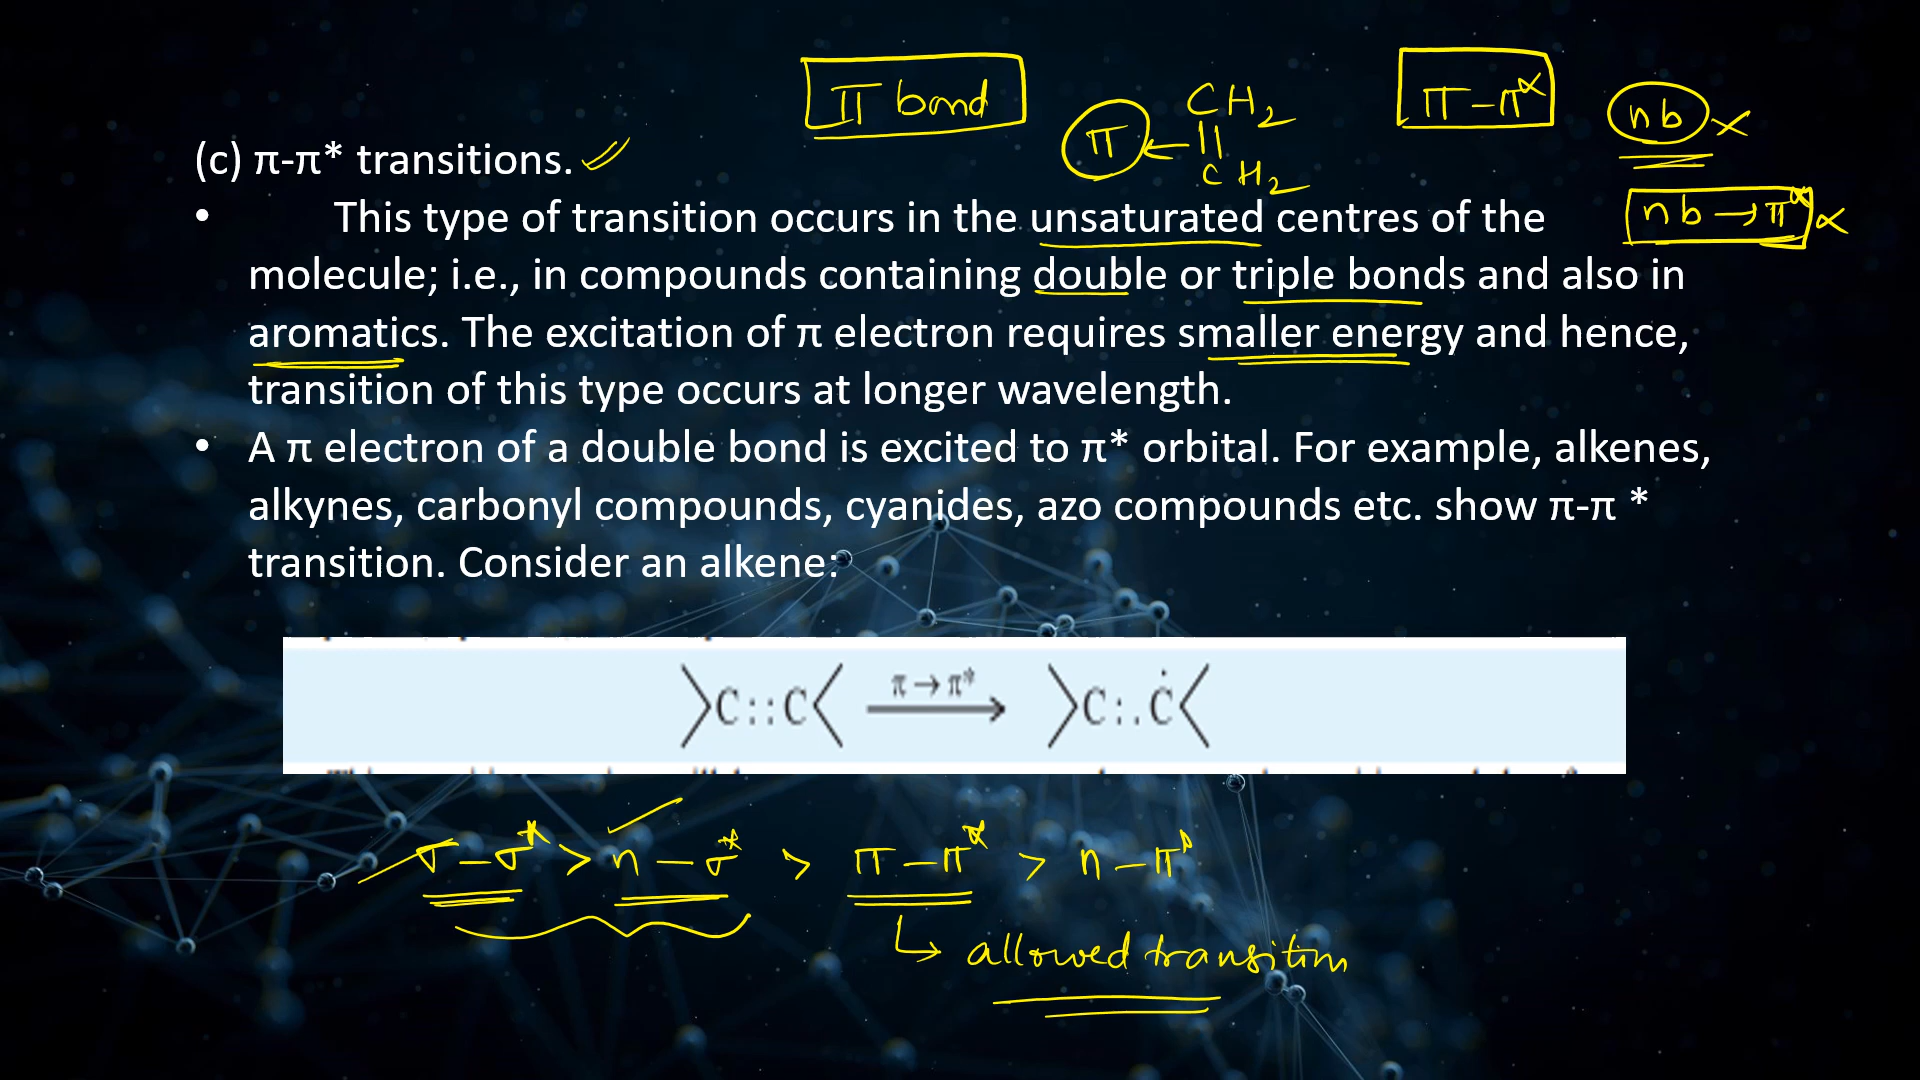 π bond
π ← CH2
||
CH2
π-π*
nb x
nb → π* x
(c) π-π* transitions.
• This type of transition occurs in the unsaturated centres of the
molecule; i.e., in compounds containing double or triple bonds and also in
aromatics. The excitation of π electron requires smaller energy and hence,
transition of this type occurs at longer wavelength.
• A π electron of a double bond is excited to π* orbital. For example, alkenes,
alkynes, carbonyl compounds, cyanides, azo compounds etc. show π-π *
transition. Consider an alkene:
>C::C< π→π* >C:.Ċ<
σ-σ* > n-σ* > π-π* > n-π*
↳ allowed transition